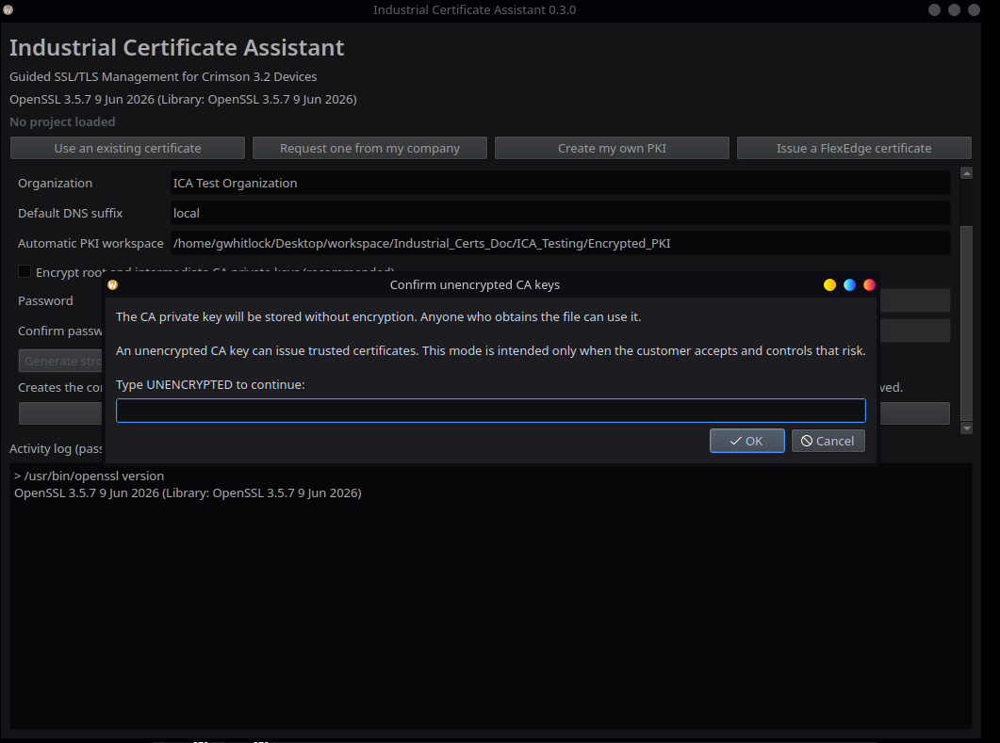 Industrial Certificate Assistant 0.3.0
Industrial Certificate Assistant
Guided SSL/TLS Management for Crimson 3.2 Devices
OpenSSL 3.5.7 9 Jun 2026 (Library: OpenSSL 3.5.7 9 Jun 2026)
No project loaded
Use an existing certificate
Request one from my company
Create my own PKI
Issue a FlexEdge certificate
Organization
ICA Test Organization
Default DNS suffix
local
Automatic PKI workspace
/home/gwhitlock/Desktop/workspace/Industrial_Certs_Doc/ICA_Testing/Encrypted_PKI
Encrypt root and intermediate CA private keys (recommended)
Confirm unencrypted CA keys
Password
The CA private key will be stored without encryption. Anyone who obtains the file can use it.
Confirm passw
An unencrypted CA key can issue trusted certificates. This mode is intended only when the customer accepts and controls that risk.
Generate stro
Creates the co
ved.
Type UNENCRYPTED to continue:
OK
Cancel
Activity log (pass
> /usr/bin/openssl version
OpenSSL 3.5.7 9 Jun 2026 (Library: OpenSSL 3.5.7 9 Jun 2026)